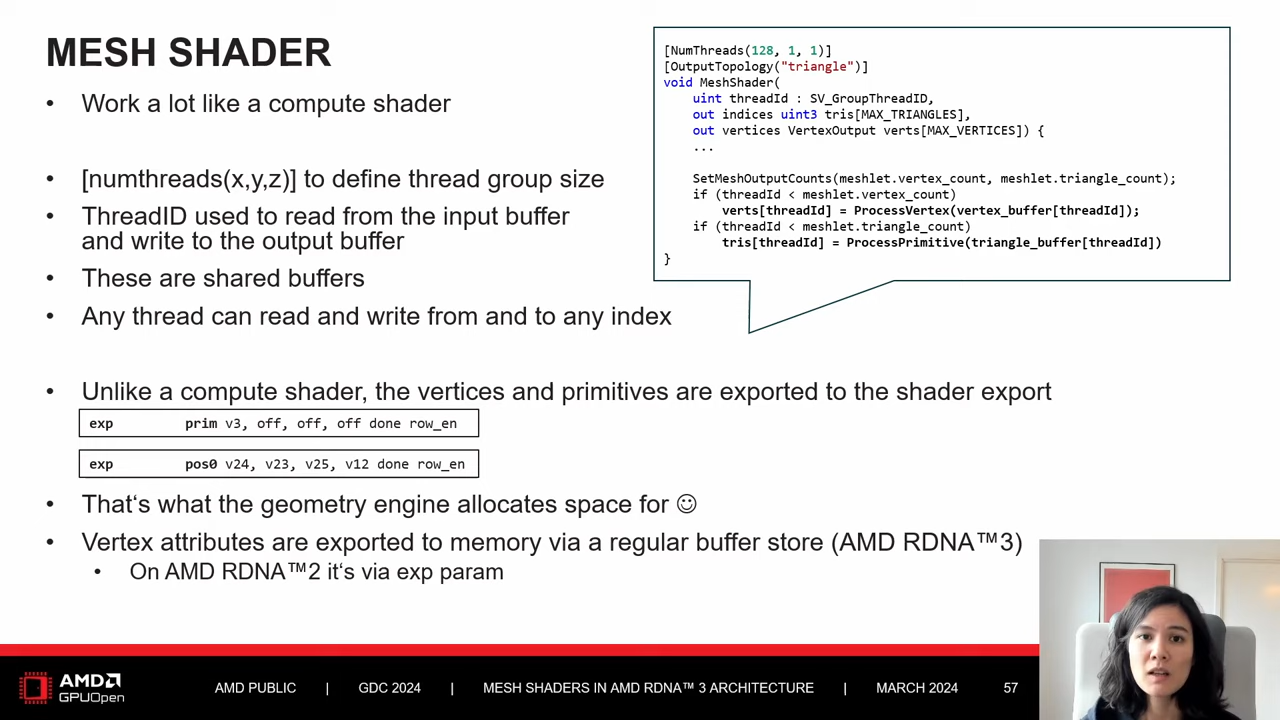 MESH SHADER
• Work a lot like a compute shader
• [numthreads(x,y,z)] to define thread group size
• ThreadID used to read from the input buffer
and write to the output buffer
• These are shared buffers
• Any thread can read and write from and to any index
[NumThreads(128, 1, 1)]
[OutputTopology("triangle")]
void MeshShader(
uint threadId : SV_GroupThreadID,
out indices uint3 tris[MAX_TRIANGLES],
out vertices VertexOutput verts[MAX_VERTICES]) {
...
SetMeshOutputCounts(meshlet.vertex_count, meshlet.triangle_count);
if (threadId < meshlet.vertex_count)
verts[threadId] = ProcessVertex(vertex_buffer[threadId]);
if (threadId < meshlet.triangle_count)
tris[threadId] = ProcessPrimitive(triangle_buffer[threadId])
}
• Unlike a compute shader, the vertices and primitives are exported to the shader export
exp prim v3, off, off, off done row_en
exp pos0 v24, v23, v25, v12 done row_en
• That‘s what the geometry engine allocates space for ☺
• Vertex attributes are exported to memory via a regular buffer store (AMD RDNA™3)
• On AMD RDNA™2 it‘s via exp param
AMD
GPUOpen
AMD PUBLIC | GDC 2024 | MESH SHADERS IN AMD RDNA™ 3 ARCHITECTURE | MARCH 2024 57